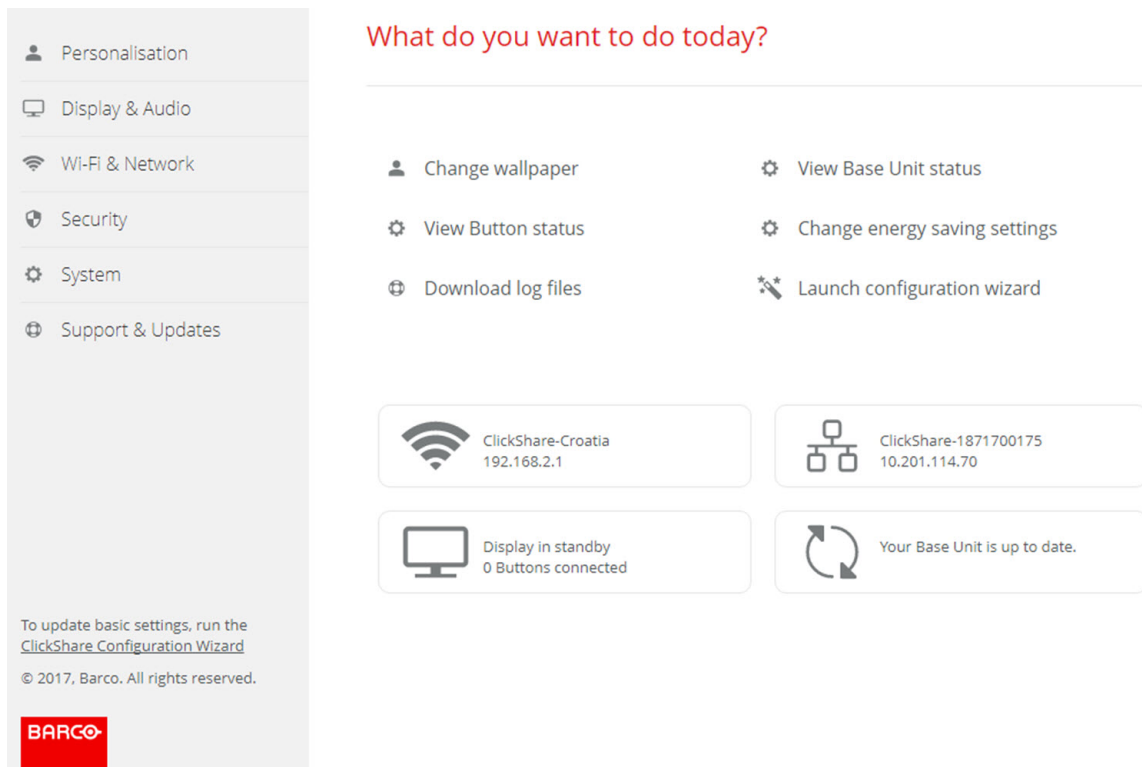 Personalisation
Display & Audio
Wi-Fi & Network
Security
System
Support & Updates
To update basic settings, run the
ClickShare Configuration Wizard
© 2017, Barco. All rights reserved.
BARCO
What do you want to do today?
Change wallpaper
View Base Unit status
View Button status
Change energy saving settings
Download log files
Launch configuration wizard
ClickShare-Croatia
192.168.2.1
ClickShare-1871700175
10.201.114.70
Display in standby
0 Buttons connected
Your Base Unit is up to date.